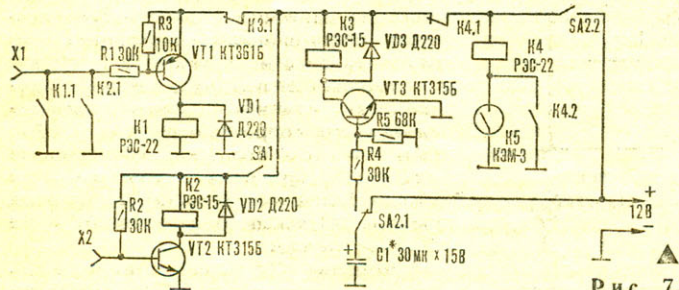 X1
R3
10К
R1 30К
VT1 КТ361Б
К3.1
К1.1
К2.1
К1
РЭС-22
VD1
Д220
SA1
R2
30К
К2
РЭС-15
VD2 Д220
X2
VT2 КТ315Б
К3
РЭС-15
VD3 Д220
VT3 КТ315Б
R5 68К
R4
30К
SA2.1
С1* 30мк × 15В
+
К4.1
SA2.2
К4
РЭС-22
К4.2
К5
КЭМ-3
+
12В
−
Рис. 7